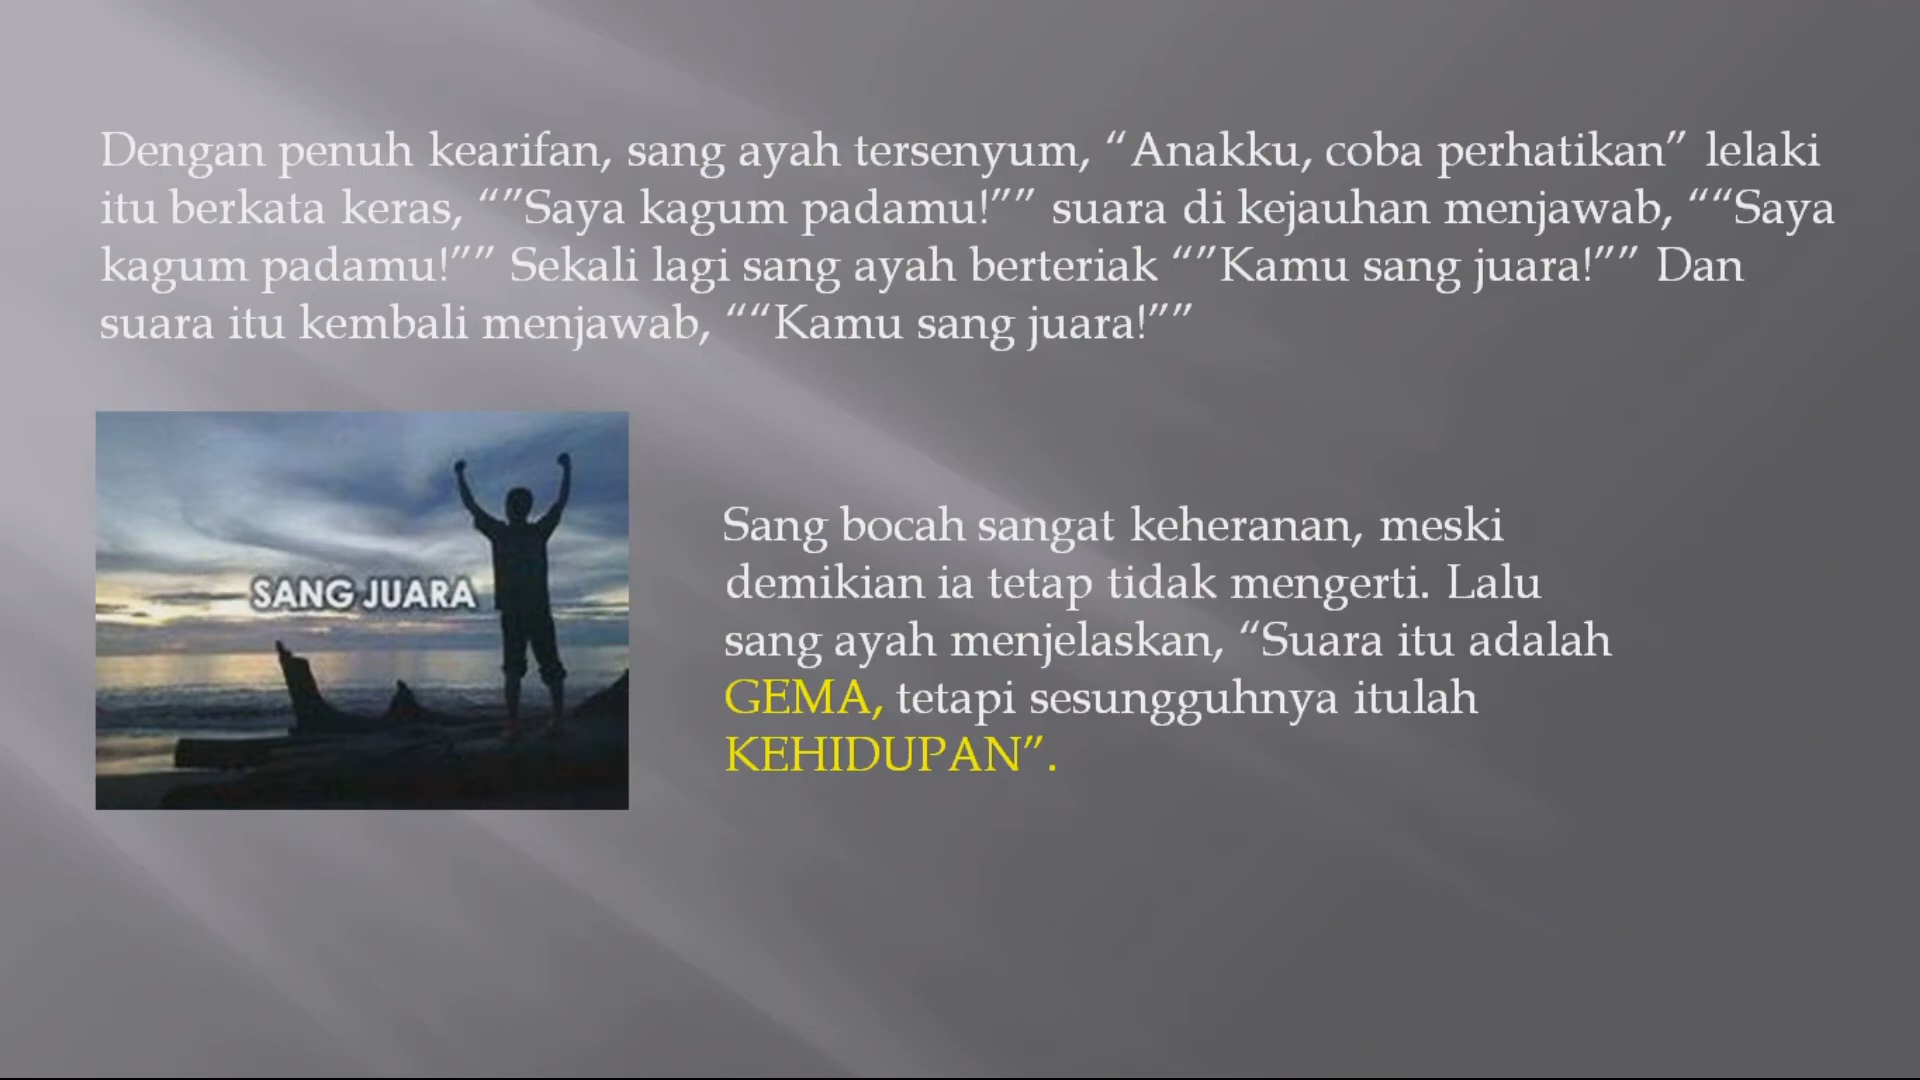 Dengan penuh kearifan, sang ayah tersenyum, “Anakku, coba perhatikan” lelaki
itu berkata keras, “”Saya kagum padamu!”” suara di kejauhan menjawab, ““Saya
kagum padamu!”” Sekali lagi sang ayah berteriak “”Kamu sang juara!”” Dan
suara itu kembali menjawab, ““Kamu sang juara!””
SANG JUARA
Sang bocah sangat keheranan, meski
demikian ia tetap tidak mengerti. Lalu
sang ayah menjelaskan, “Suara itu adalah
GEMA, tetapi sesungguhnya itulah
KEHIDUPAN”.